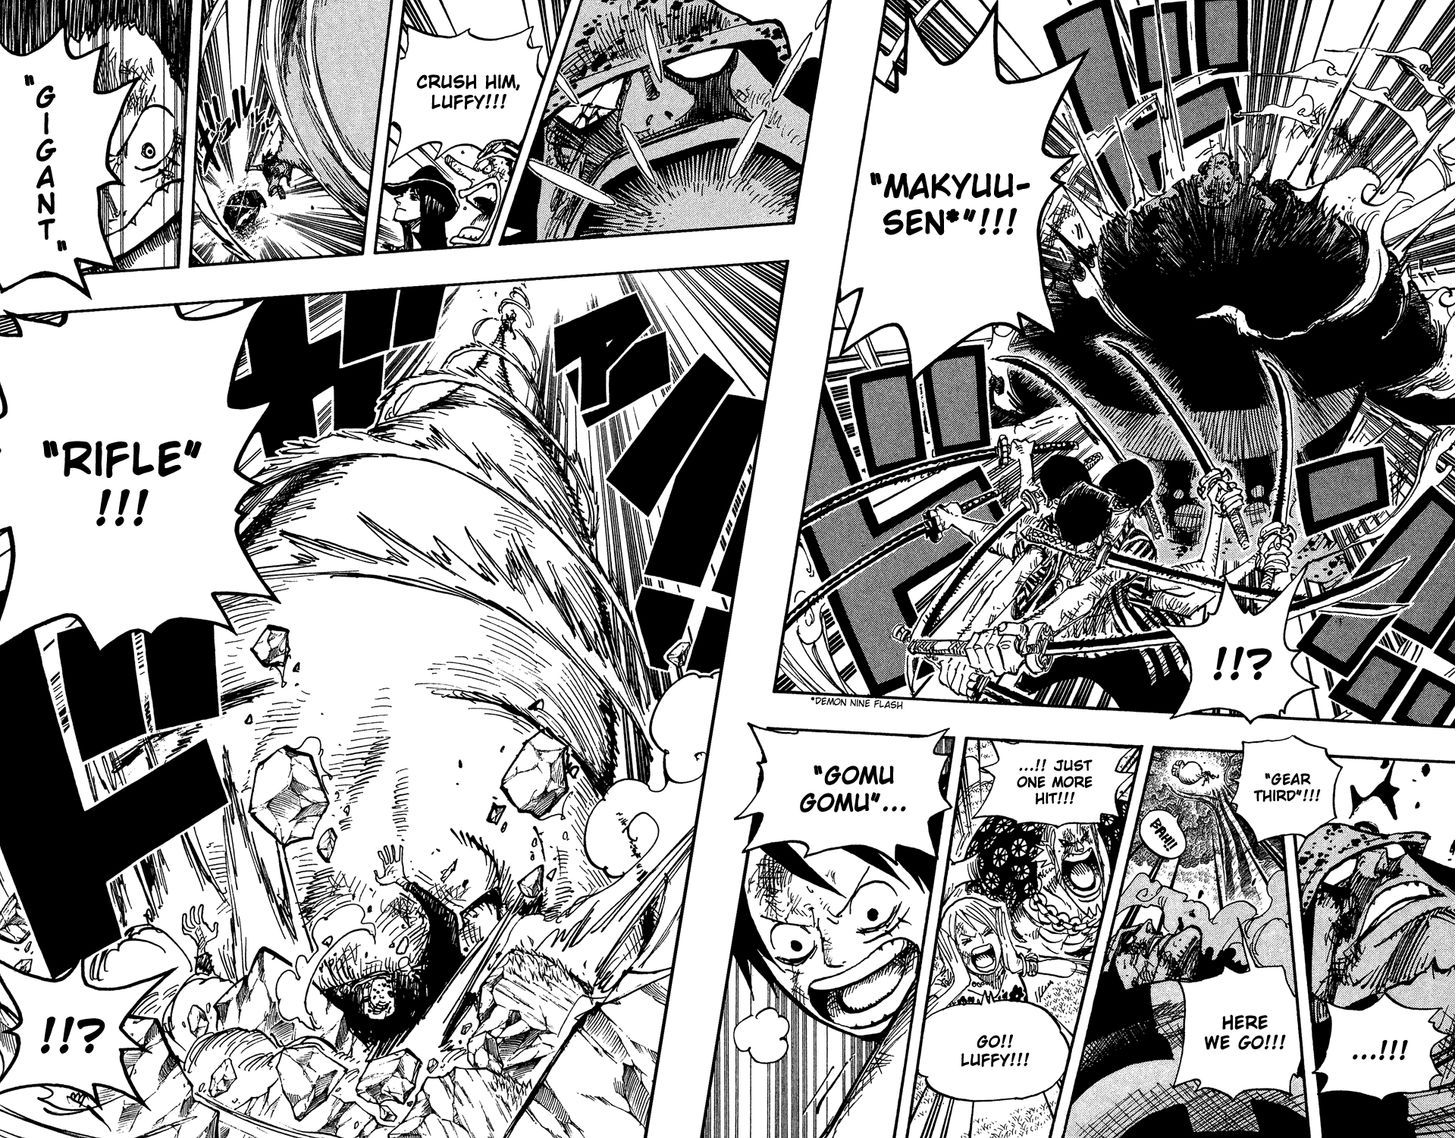 "MAKYUU-
SEN*"!!!
!!?
*DEMON NINE FLASH
...!!!
"GEAR
THIRD"!!!
PAH!!
HERE
WE GO!!!
...!! JUST
ONE MORE
HIT!!!
GO!!
LUFFY!!!
"GOMU
GOMU"...
CRUSH HIM,
LUFFY!!!
"GIGANT"
"RIFLE"
!!!
!!?